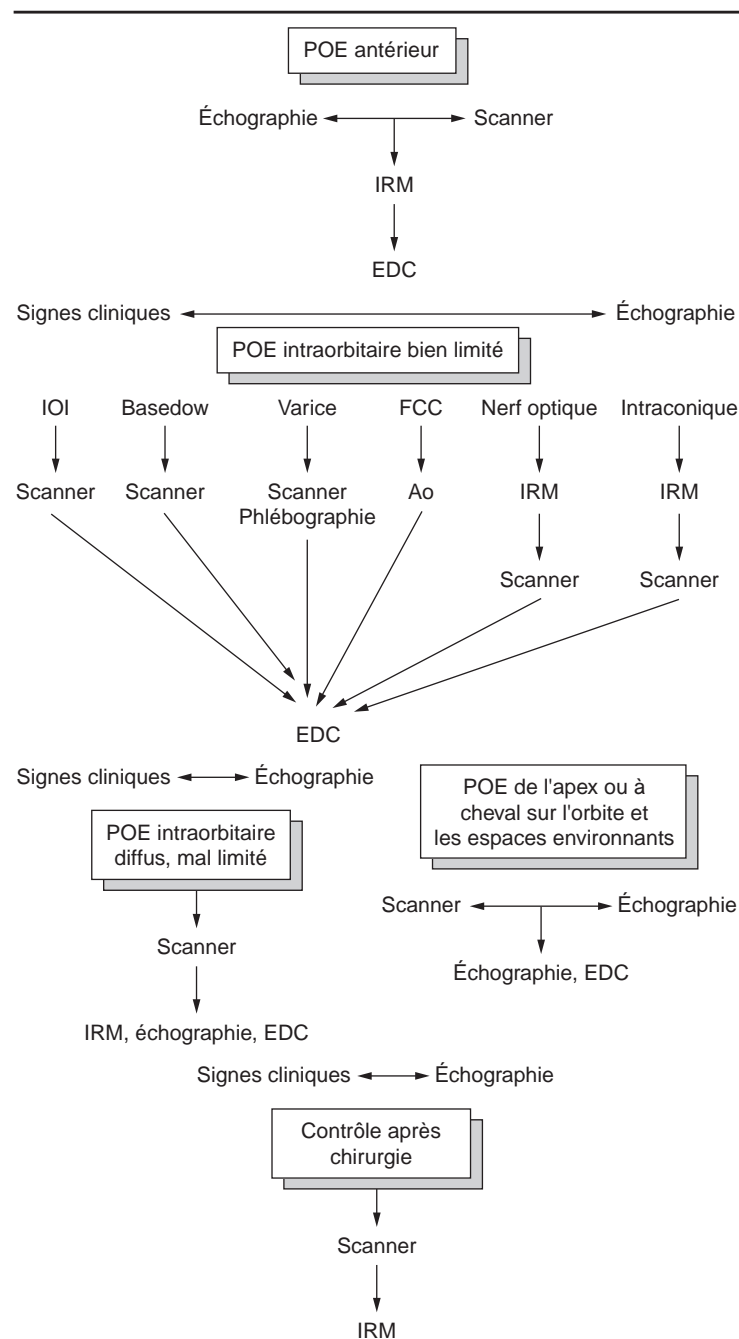 POE antérieur
Échographie Scanner
IRM
EDC
Signes cliniques Échographie
POE intraorbitaire bien limité
IOI Basedow Varice FCC Nerf optique Intraconique
Scanner Scanner Scanner Ao IRM IRM
Phlébographie
Scanner Scanner
EDC
Signes cliniques Échographie
POE intraorbitaire
diffus, mal limité
Scanner
IRM, échographie, EDC
POE de l'apex ou à
cheval sur l'orbite et
les espaces environnants
Scanner Échographie
Échographie, EDC
Signes cliniques Échographie
Contrôle après
chirurgie
Scanner
IRM